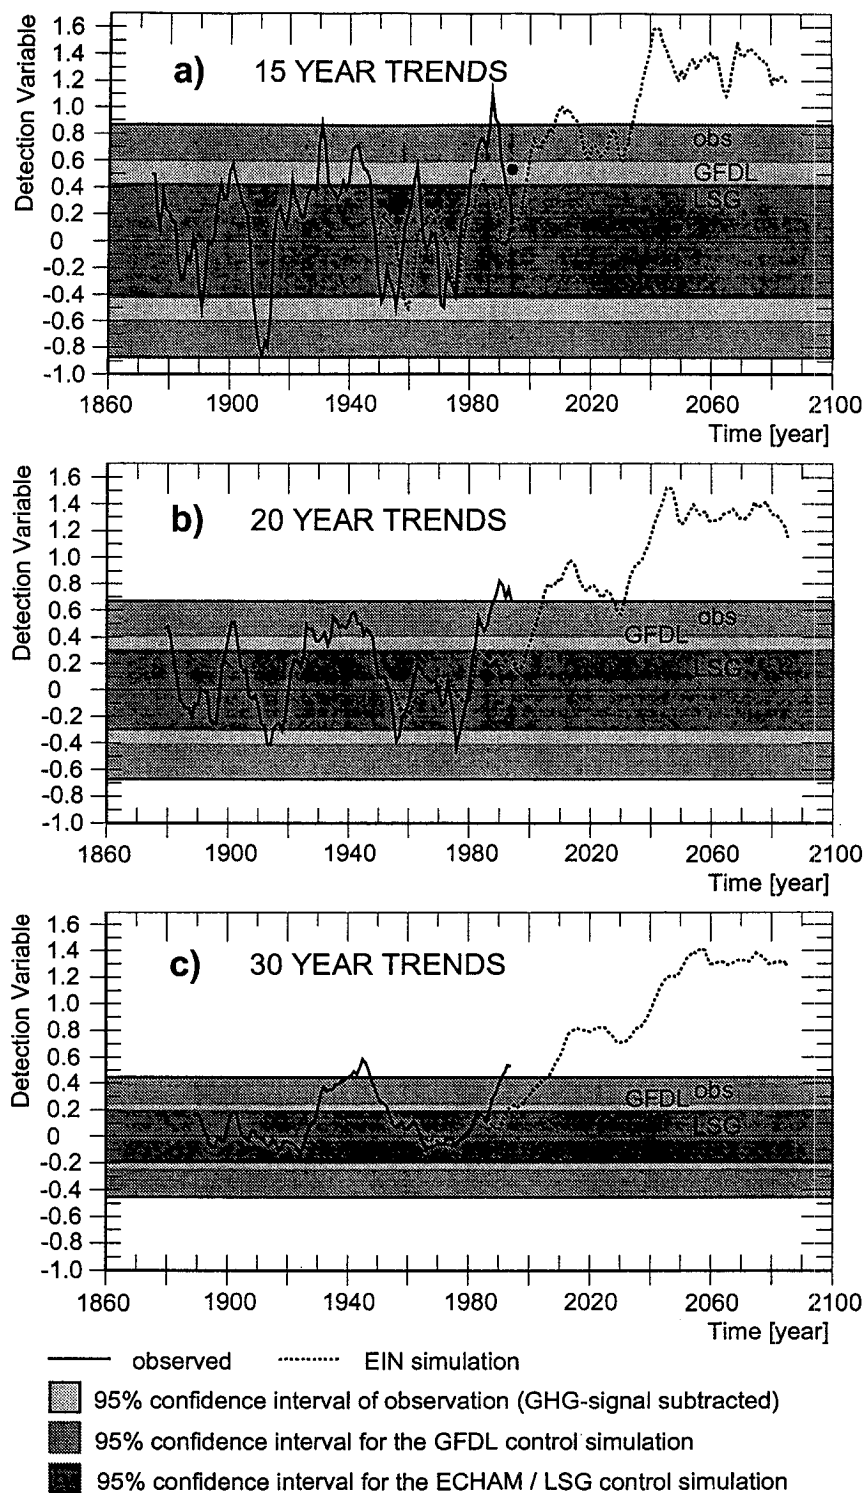 Detection Variable
1.6
1.4
1.2
1.0
0.8
0.6
0.4
0.2
0
-0.2
-0.4
-0.6
-0.8
-1.0
a) 15 YEAR TRENDS
obs
GFDL
LSG
1860 1900 1940 1980 2020 2060 2100
Time [year]
Detection Variable
1.6
1.4
1.2
1.0
0.8
0.6
0.4
0.2
0
-0.2
-0.4
-0.6
-0.8
-1.0
b) 20 YEAR TRENDS
obs
GFDL
LSG
1860 1900 1940 1980 2020 2060 2100
Time [year]
Detection Variable
1.6
1.4
1.2
1.0
0.8
0.6
0.4
0.2
0
-0.2
-0.4
-0.6
-0.8
-1.0
c) 30 YEAR TRENDS
GFDL obs
LSG
1860 1900 1940 1980 2020 2060 2100
Time [year]
observed EIN simulation
95% confidence interval of observation (GHG-signal subtracted)
95% confidence interval for the GFDL control simulation
95% confidence interval for the ECHAM / LSG control simulation